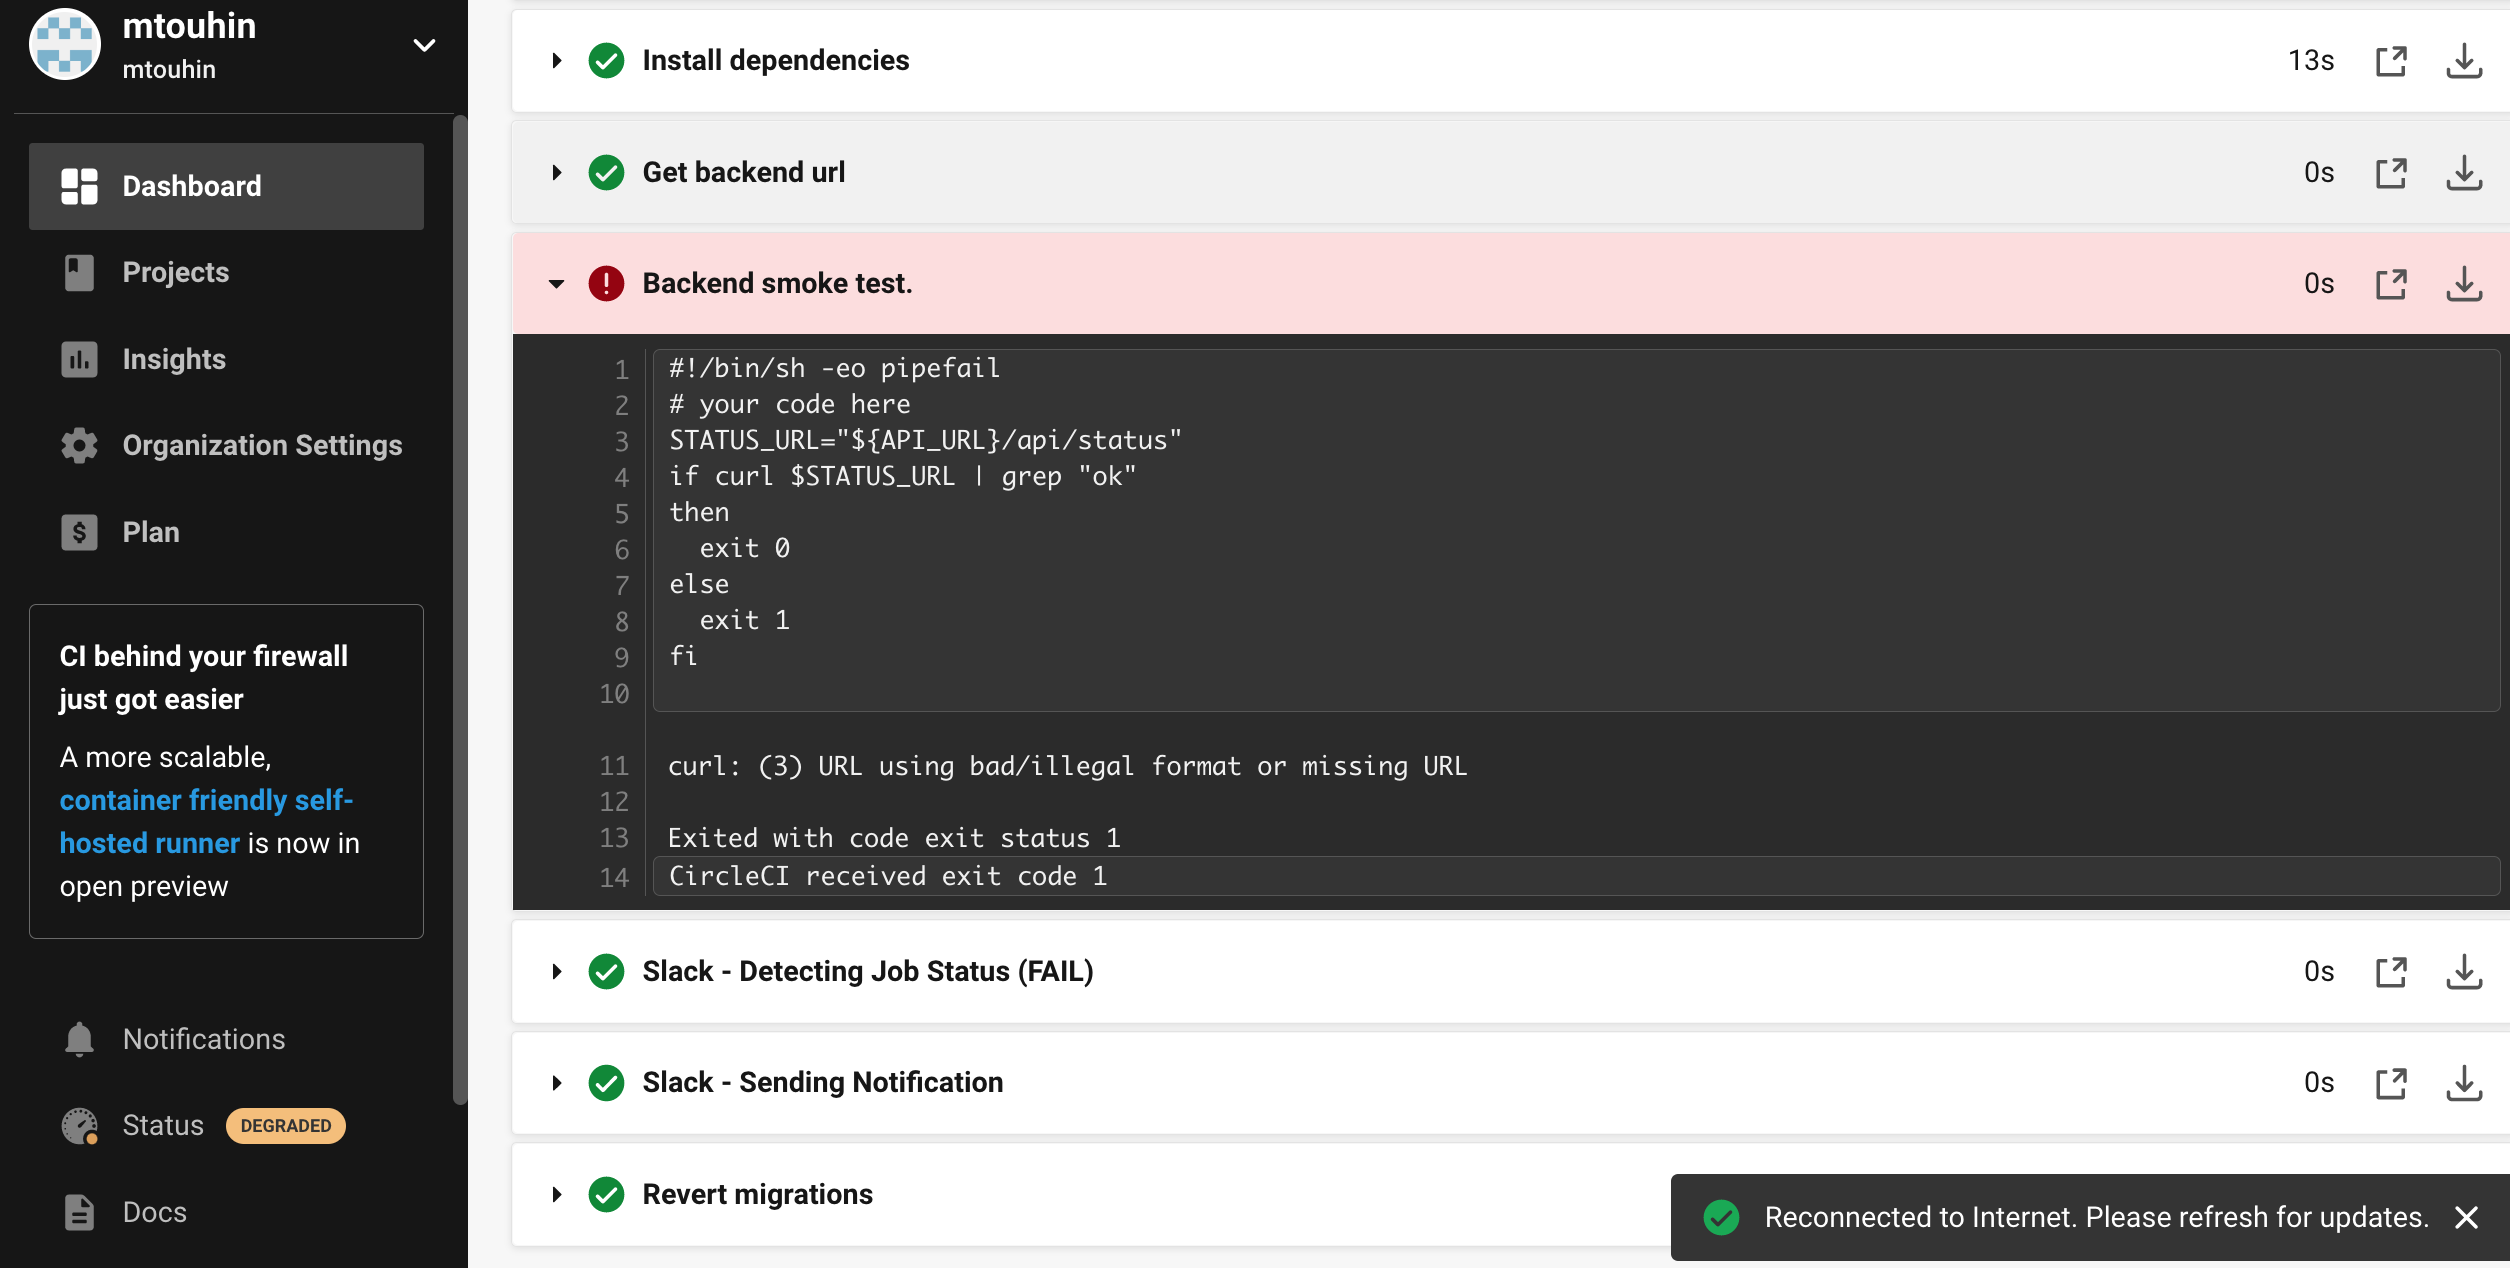 mtouhin
mtouhin
Dashboard
Projects
Insights
Organization Settings
Plan
CI behind your firewall
just got easier
A more scalable,
container friendly self-
hosted runner is now in
open preview
Notifications
Status DEGRADED
Docs
Install dependencies 13s
Get backend url 0s
Backend smoke test. 0s
1 #!/bin/sh -eo pipefail
2 # your code here
3 STATUS_URL="${API_URL}/api/status"
4 if curl $STATUS_URL | grep "ok"
5 then
6   exit 0
7 else
8   exit 1
9 fi
10
11 curl: (3) URL using bad/illegal format or missing URL
12
13 Exited with code exit status 1
14 CircleCI received exit code 1
Slack - Detecting Job Status (FAIL) 0s
Slack - Sending Notification 0s
Revert migrations
Reconnected to Internet. Please refresh for updates.